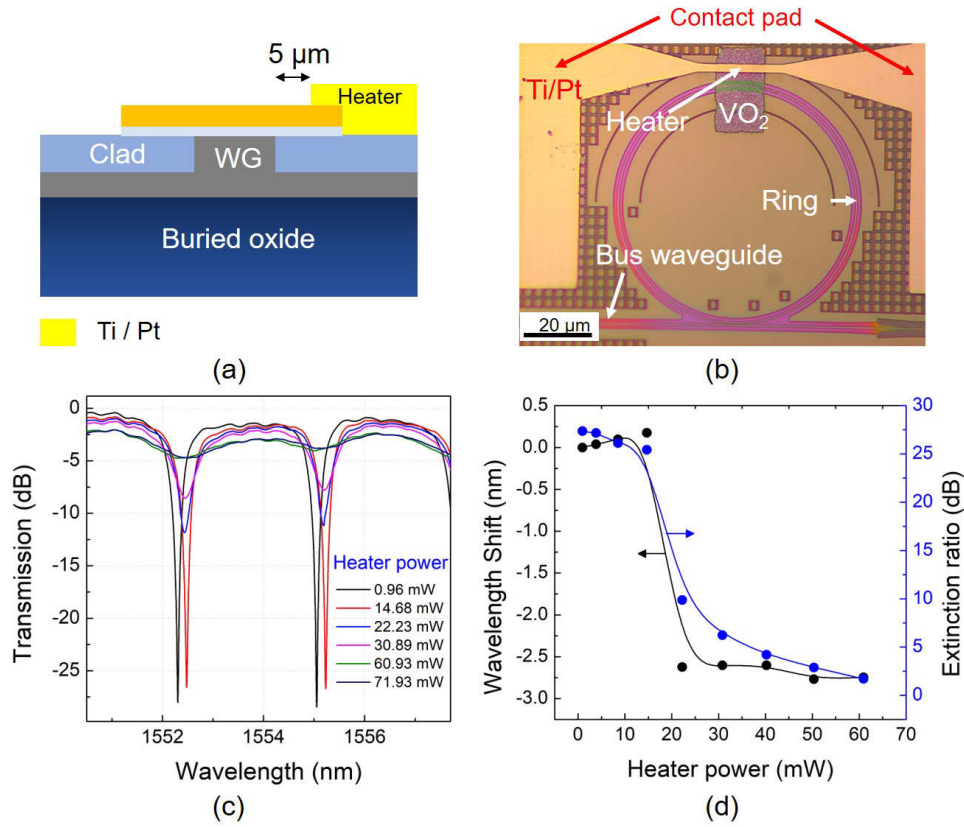 5 µm
Heater
Clad
WG
Buried oxide
Ti / Pt
(a)
Contact pad
Ti/Pt
Heater
VO2
Ring
Bus waveguide
20 µm
(b)
0
-5
-10
-15
-20
-25
Transmission (dB)
Heater power
0.96 mW
14.68 mW
22.23 mW
30.89 mW
60.93 mW
71.93 mW
1552
1554
1556
Wavelength (nm)
(c)
0.5
0.0
-0.5
-1.0
-1.5
-2.0
-2.5
-3.0
Wavelength Shift (nm)
30
25
20
15
10
5
0
Extinction ratio (dB)
0
10
20
30
40
50
60
70
Heater power (mW)
(d)